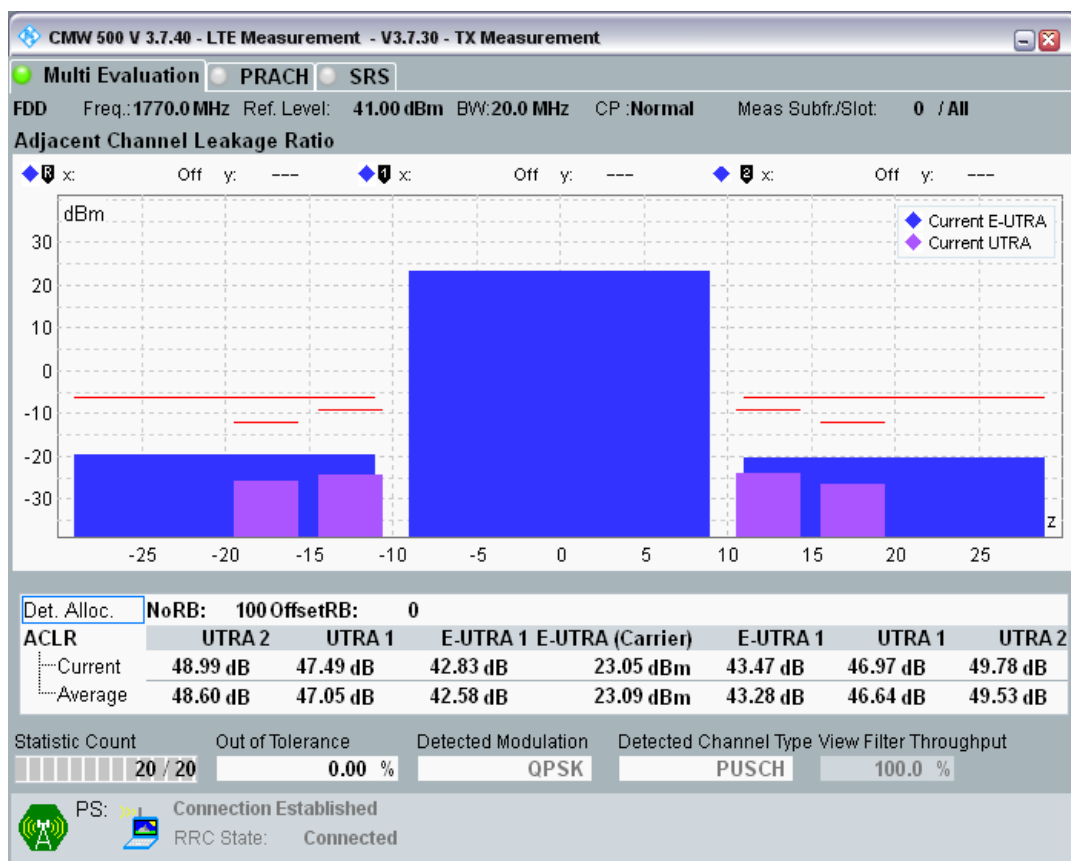 CMW 500 V 3.7.40 - LTE Measurement - V3.7.30 - TX Measurement
Multi Evaluation PRACH SRS
FDD Freq.:1770.0 MHz Ref. Level: 41.00 dBm BW:20.0 MHz CP :Normal Meas Subfr./Slot: 0 / All
Adjacent Channel Leakage Ratio
R x: Off y: --- 1 x: Off y: --- 2 x: Off y: ---
dBm
Current E-UTRA
Current UTRA
30
20
10
0
-10
-20
-30
z
-25 -20 -15 -10 -5 0 5 10 15 20 25
Det. Alloc. NoRB: 100 OffsetRB: 0
ACLR UTRA 2 UTRA 1 E-UTRA 1 E-UTRA (Carrier) E-UTRA 1 UTRA 1 UTRA 2
Current 48.99 dB 47.49 dB 42.83 dB 23.05 dBm 43.47 dB 46.97 dB 49.78 dB
Average 48.60 dB 47.05 dB 42.58 dB 23.09 dBm 43.28 dB 46.64 dB 49.53 dB
Statistic Count Out of Tolerance Detected Modulation Detected Channel Type View Filter Throughput
20 / 20 0.00 % QPSK PUSCH 100.0 %
PS: Connection Established
RRC State: Connected